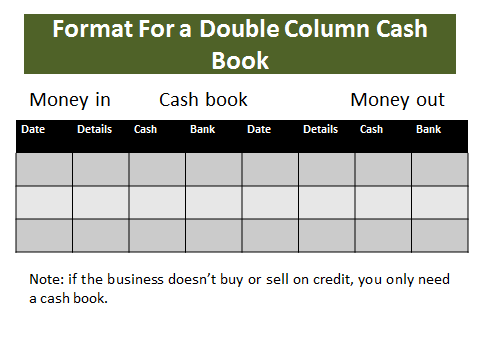 Format For a Double Column Cash
Book
Money in Cash book Money out
Date Details Cash Bank Date Details Cash Bank
Note: if the business doesn’t buy or sell on credit, you only need
a cash book.